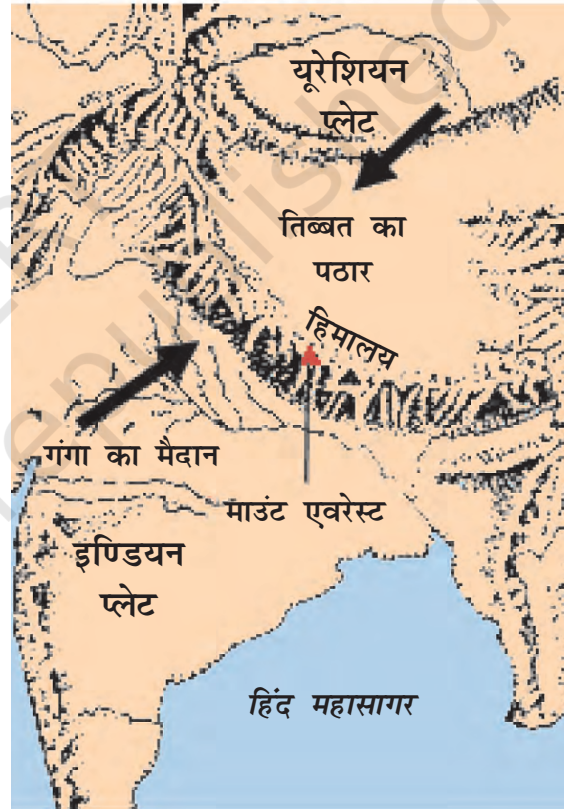 यूरेशियन
प्लेट
तिब्बत का
पठार
हिमालय
गंगा का मैदान
माउंट एवरेस्ट
इण्डियन
प्लेट
हिंद महासागर